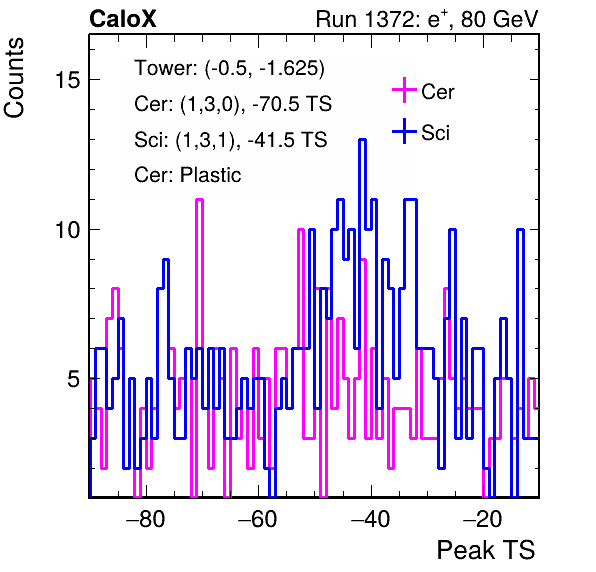 CaloX Run 1372: e⁺, 80 GeV
Counts
15
10
5
Tower: (-0.5, -1.625)
Cer: (1,3,0), -70.5 TS
Sci: (1,3,1), -41.5 TS
Cer: Plastic
Cer
Sci
−80 −60 −40 −20
Peak TS